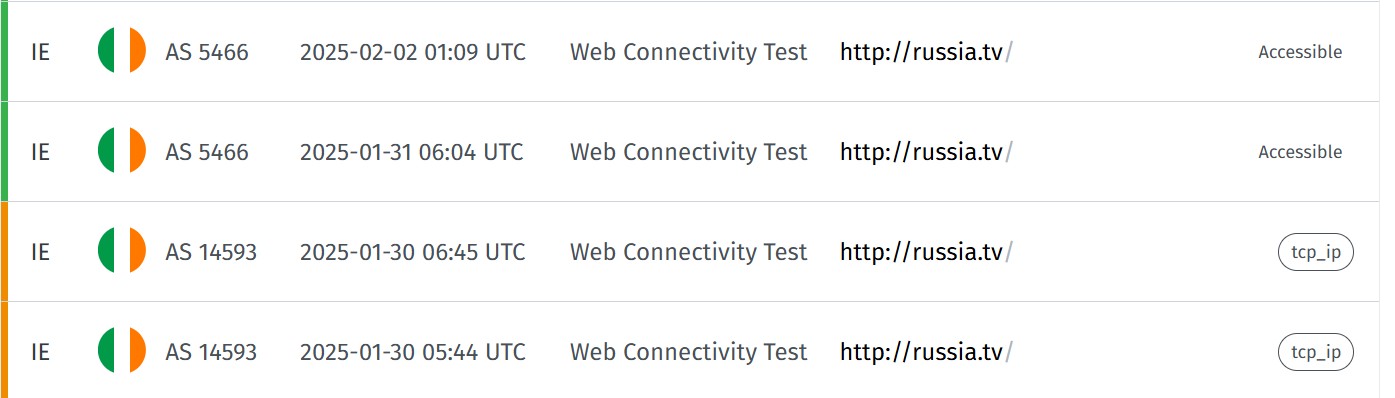 IE AS 5466 2025-02-02 01:09 UTC Web Connectivity Test http://russia.tv/ Accessible
IE AS 5466 2025-01-31 06:04 UTC Web Connectivity Test http://russia.tv/ Accessible
IE AS 14593 2025-01-30 06:45 UTC Web Connectivity Test http://russia.tv/ tcp_ip
IE AS 14593 2025-01-30 05:44 UTC Web Connectivity Test http://russia.tv/ tcp_ip